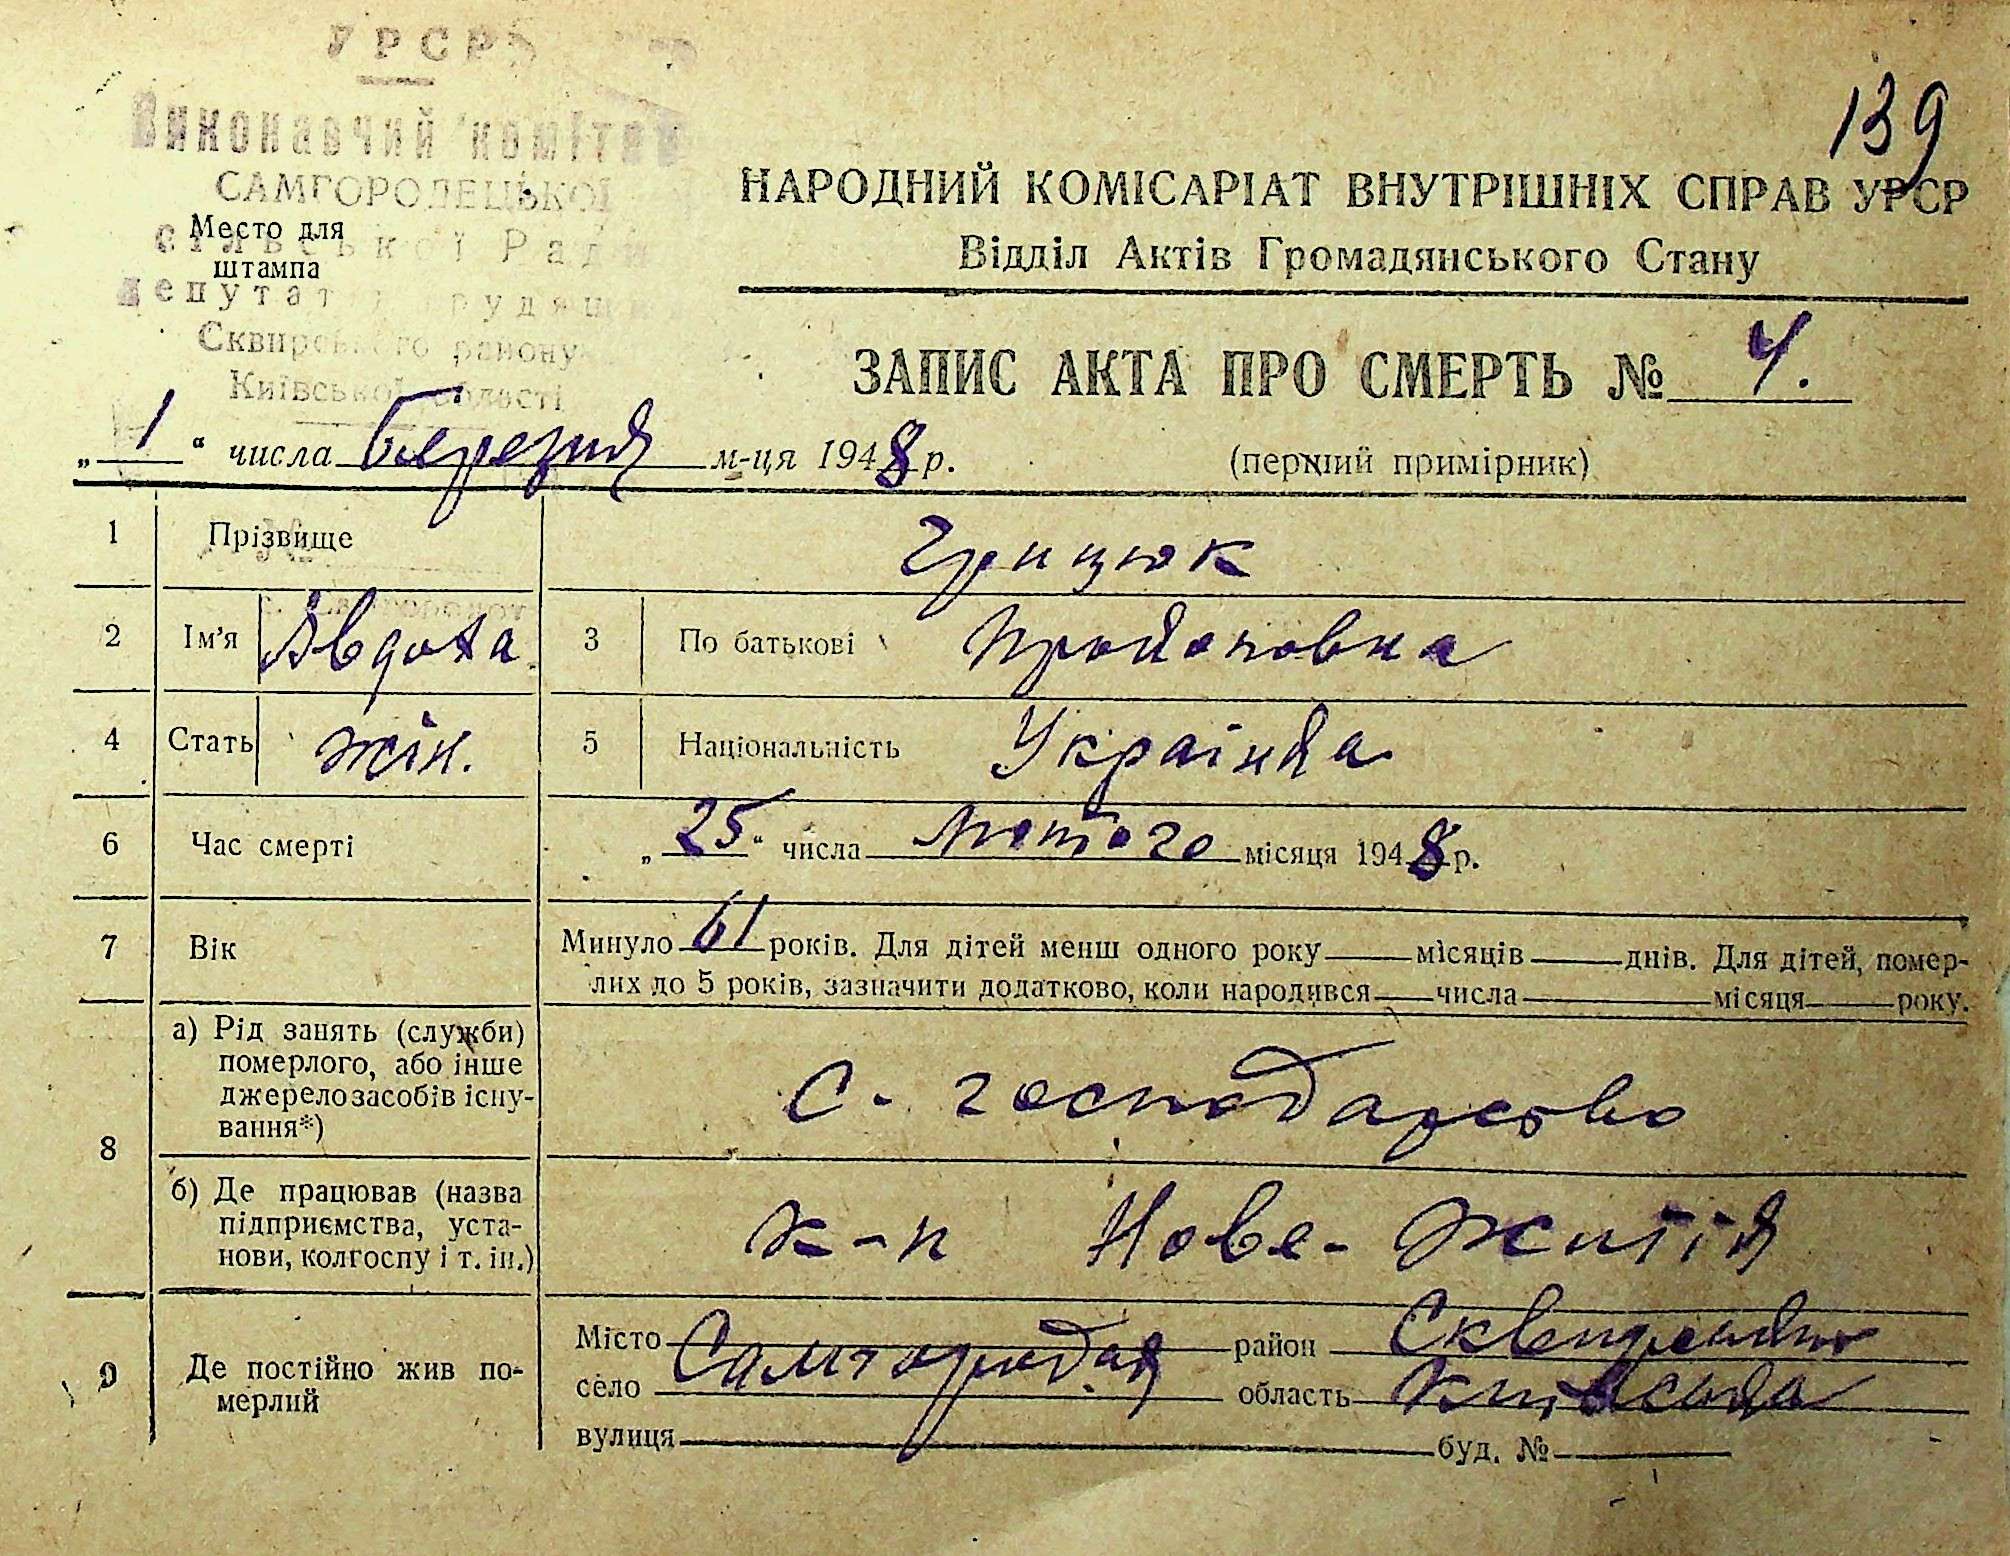 УРСР
Виконавчий комітет
САМГОРОДЕЦЬКОЇ
сільської Ради
депутатів трудящих
Сквирського району
Київської області
Место для
штампа
139
НАРОДНИЙ КОМІСАРІАТ ВНУТРІШНІХ СПРАВ УРСР
Відділ Актів Громадянського Стану
ЗАПИС АКТА ПРО СМЕРТЬ № 4.
„ 1 “ числа березня м-ця 1948 р.
(перший примірник)
1 Прізвище Грицюк
2 Ім'я Явдоха 3 По батькові
4 Стать жін. 5 Національність Українка
6 Час смерті „ 25 “ числа лютого місяця 1948 р.
7 Вік Минуло 61 років. Для дітей менш одного року місяців днів. Для дітей, помер-
лих до 5 років, зазначити додатково, коли народився числа місяця року.
8 а) Рід занять (служби)
померлого, або інше
джерело засобів існу-
вання*)
с. господарство
б) Де працював (назва
підприємства, уста-
нови, колгоспу і т. ін.)
к-п Нове-Життя
9 Де постійно жив по-
мерлий
Місто район
село область
вулиця буд. №